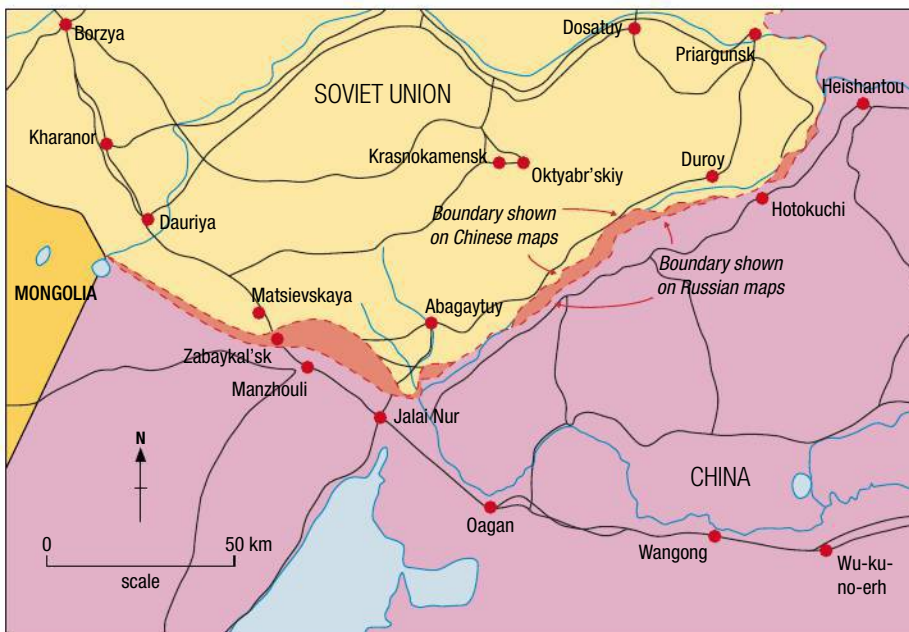 Borzya
Dosatuy
Priargunsk
SOVIET UNION
Heishantou
Kharanor
Krasnokamensk
Oktyabr'skiy
Duroy
Hotokuchi
Dauriya
Boundary shown
on Chinese maps
Boundary shown
on Russian maps
MONGOLIA
Matsievskaya
Abagaytuy
Zabaykal'sk
Manzhouli
Jalai Nur
N
CHINA
Oagan
0
50 km
scale
Wangong
Wu-ku-
no-erh